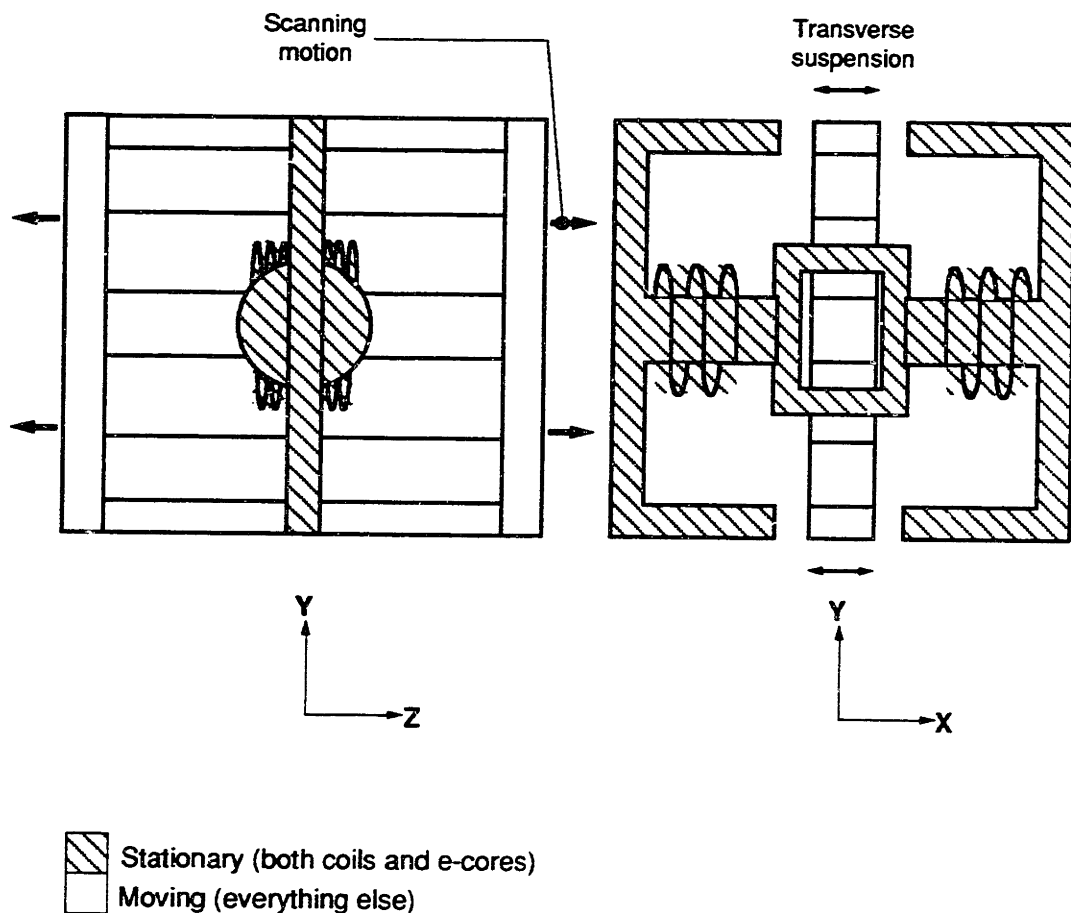 Scanning
motion
Transverse
suspension
Y
Z
Y
X
Stationary (both coils and e-cores)
Moving (everything else)